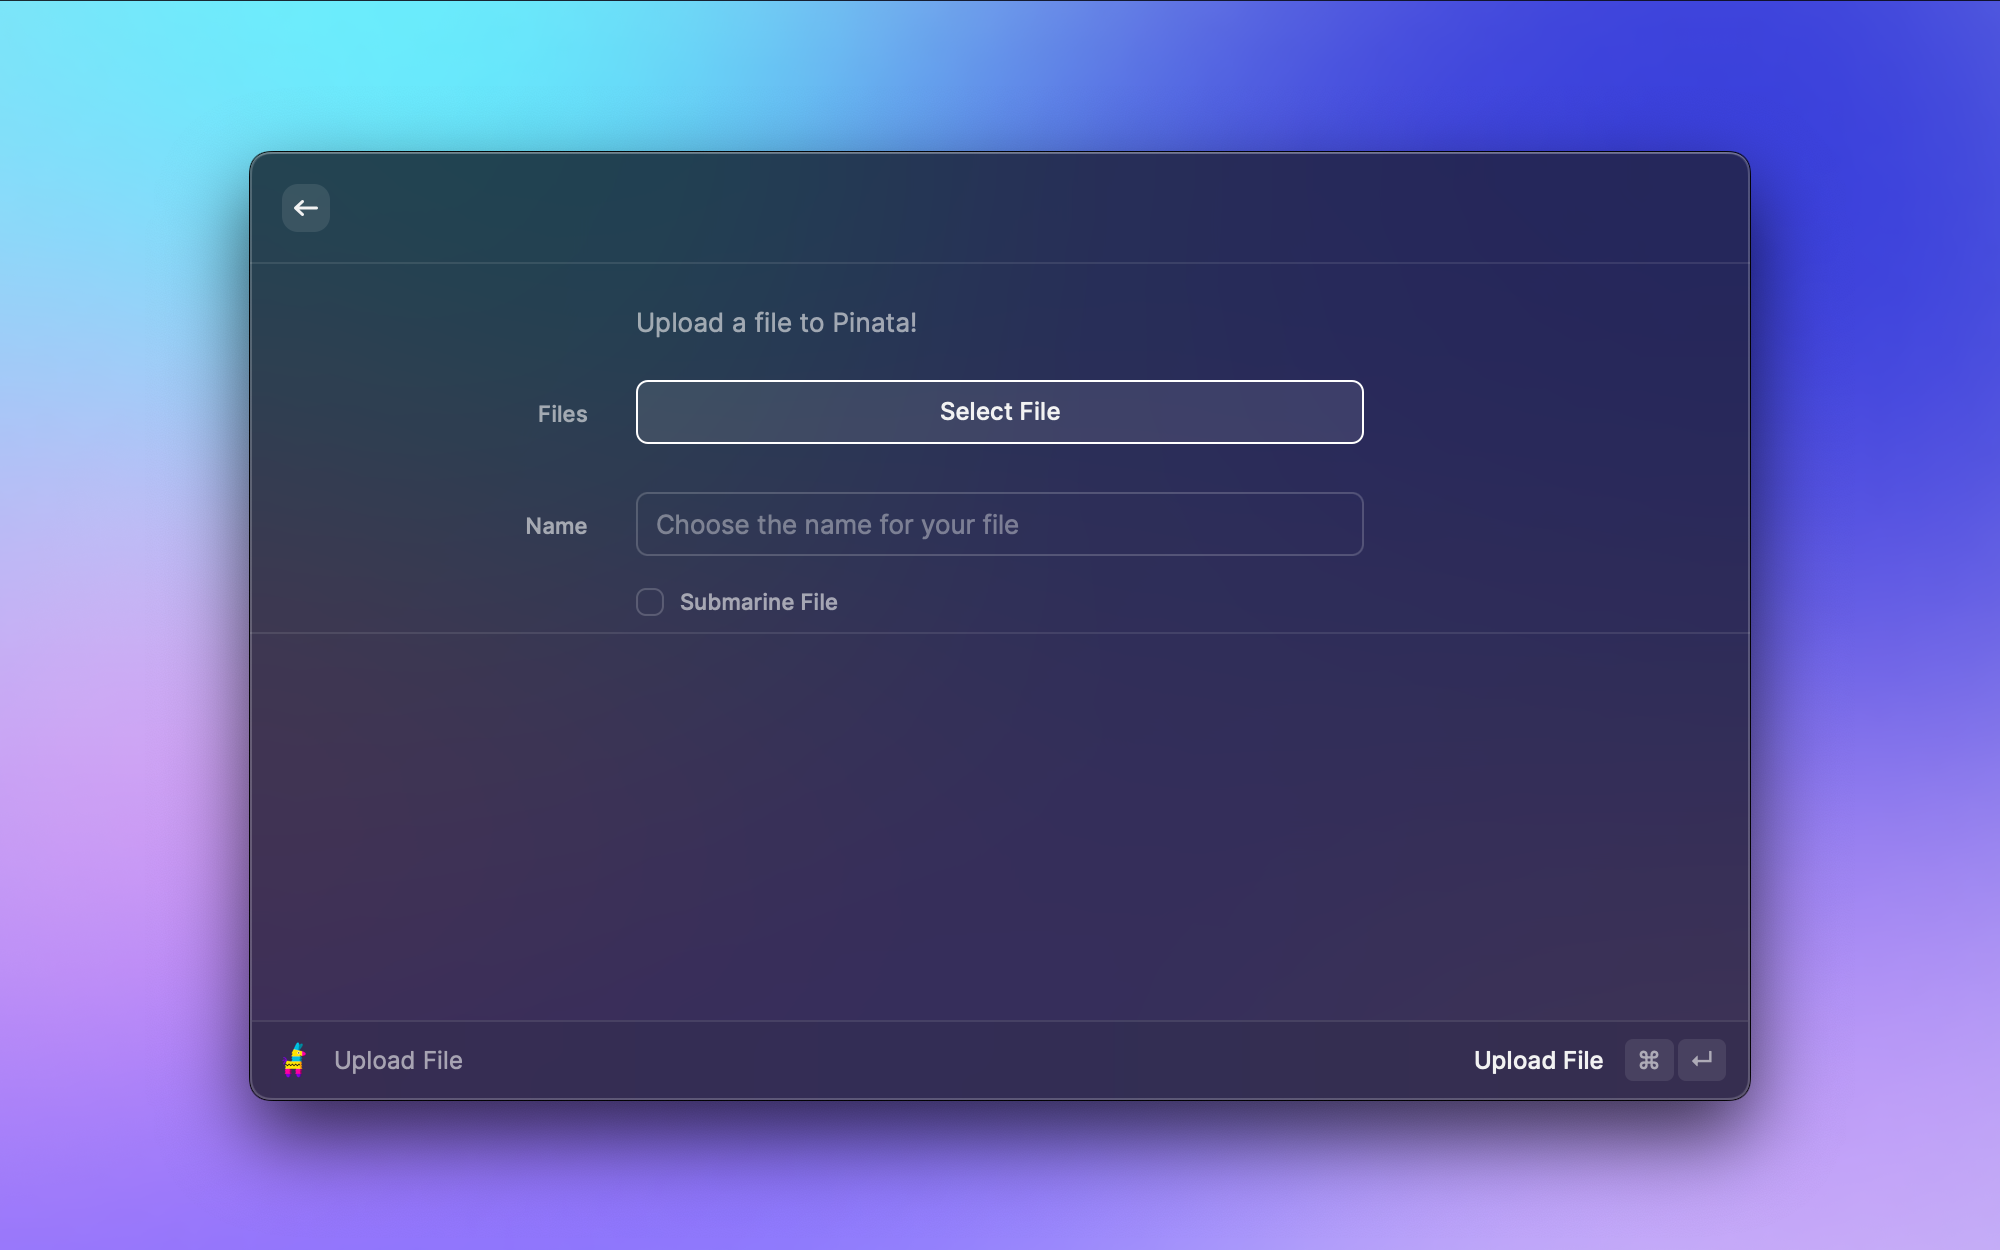 Upload a file to Pinata!
Files
Select File
Name
Choose the name for your file
Submarine File
Upload File
Upload File ⌘ ↵